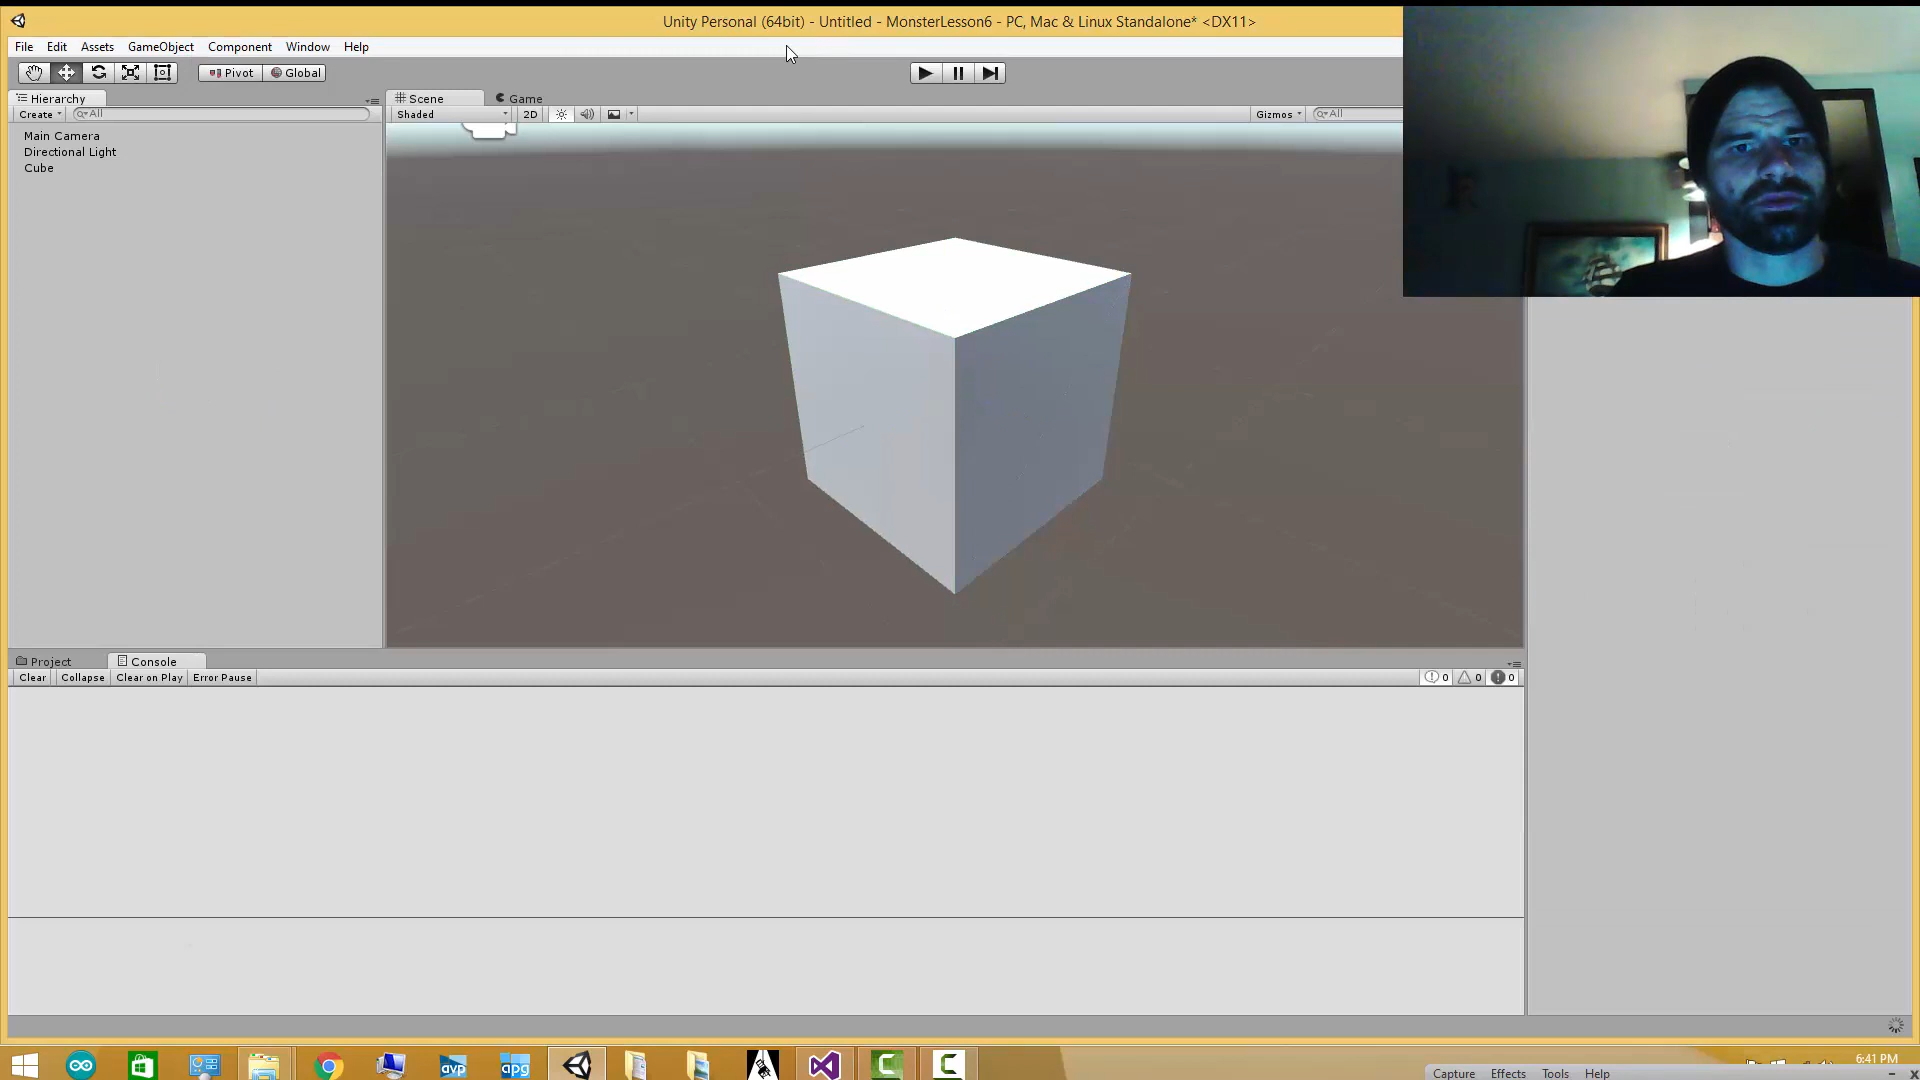 Unity Personal (64bit) - Untitled - MonsterLesson6 - PC, Mac & Linux Standalone* <DX11>
File Edit Assets GameObject Component Window Help
Pivot Global
Hierarchy Scene Game
Create All Shaded 2D Gizmos All
Main Camera
Directional Light
Cube
Project Console
Clear Collapse Clear on Play Error Pause 0 0 0
avp apg 6:41 PM
Capture Effects Tools Help